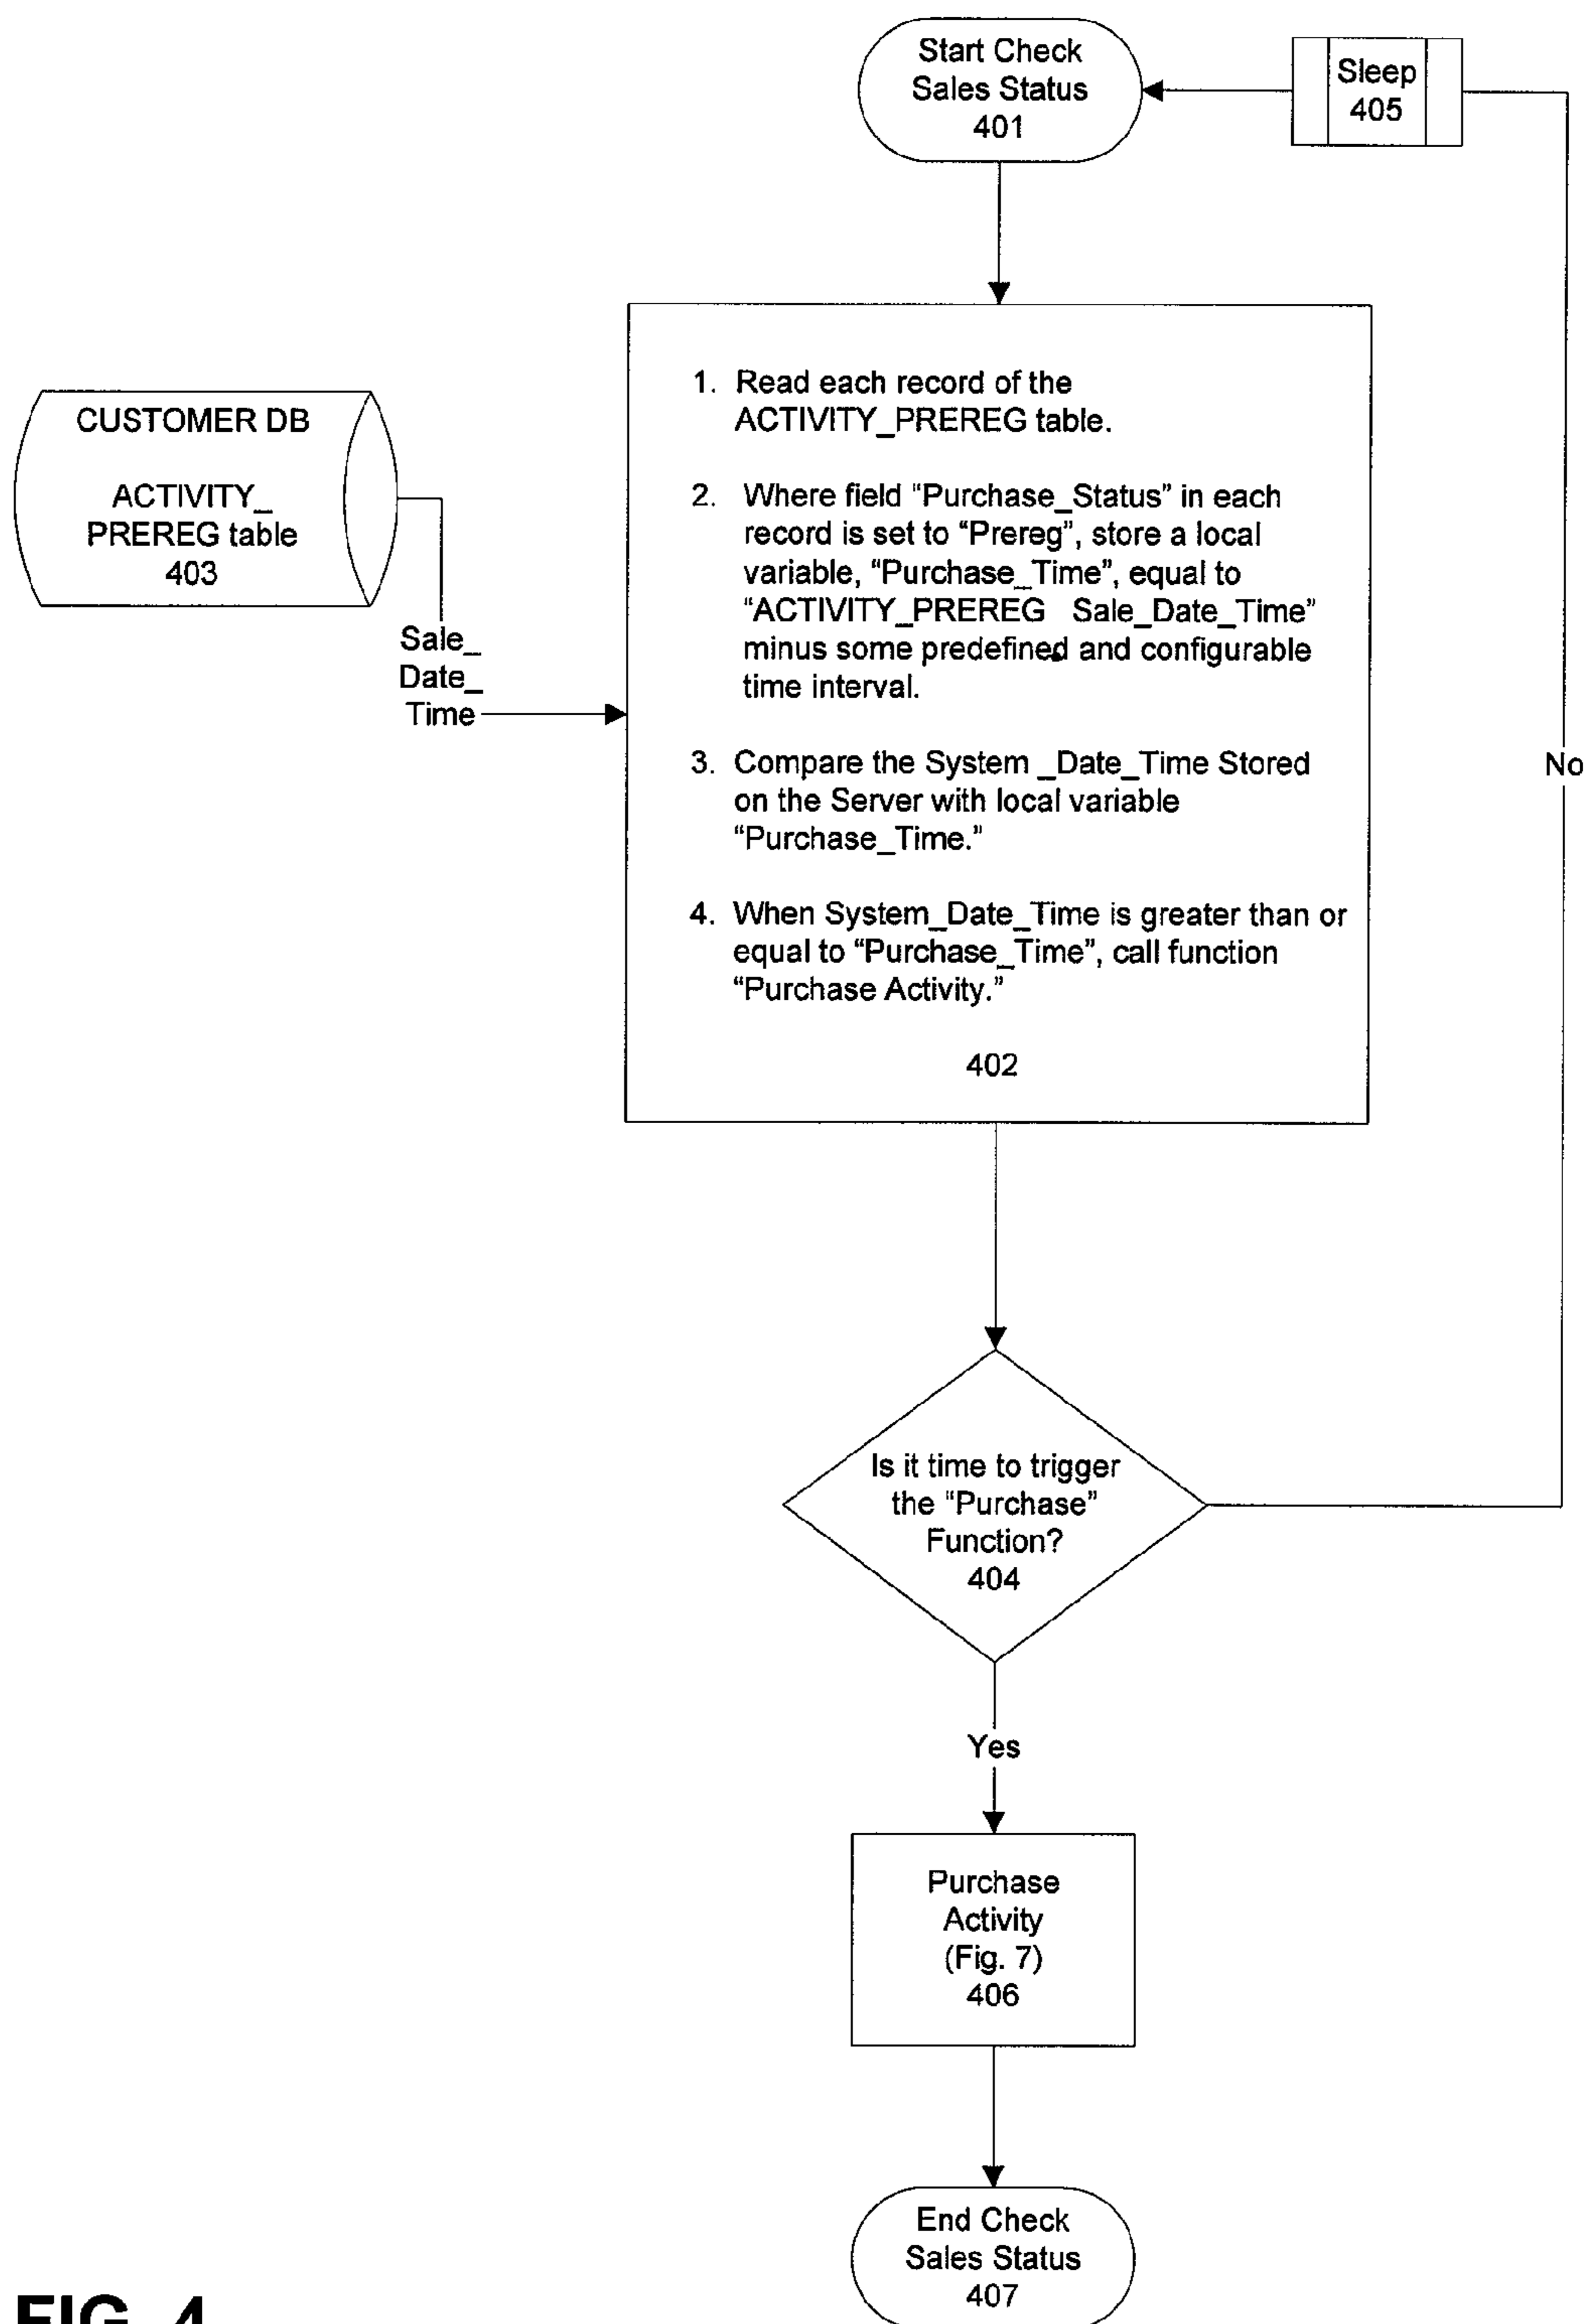 Start Check
Sales Status
401
Sleep
405
CUSTOMER DB
ACTIVITY_
PREREG table
403
Sale_
Date_
Time
1. Read each record of the
ACTIVITY_PREREG table.
2. Where field "Purchase_Status" in each
record is set to "Prereg", store a local
variable, "Purchase_Time", equal to
"ACTIVITY_PREREG Sale_Date_Time"
minus some predefined and configurable
time interval.
3. Compare the System _Date_Time Stored
on the Server with local variable
"Purchase_Time."
4. When System_Date_Time is greater than or
equal to "Purchase_Time", call function
"Purchase Activity."
402
No
Is it time to trigger
the "Purchase"
Function?
404
Yes
Purchase
Activity
(Fig. 7)
406
End Check
Sales Status
407
FIG. 4